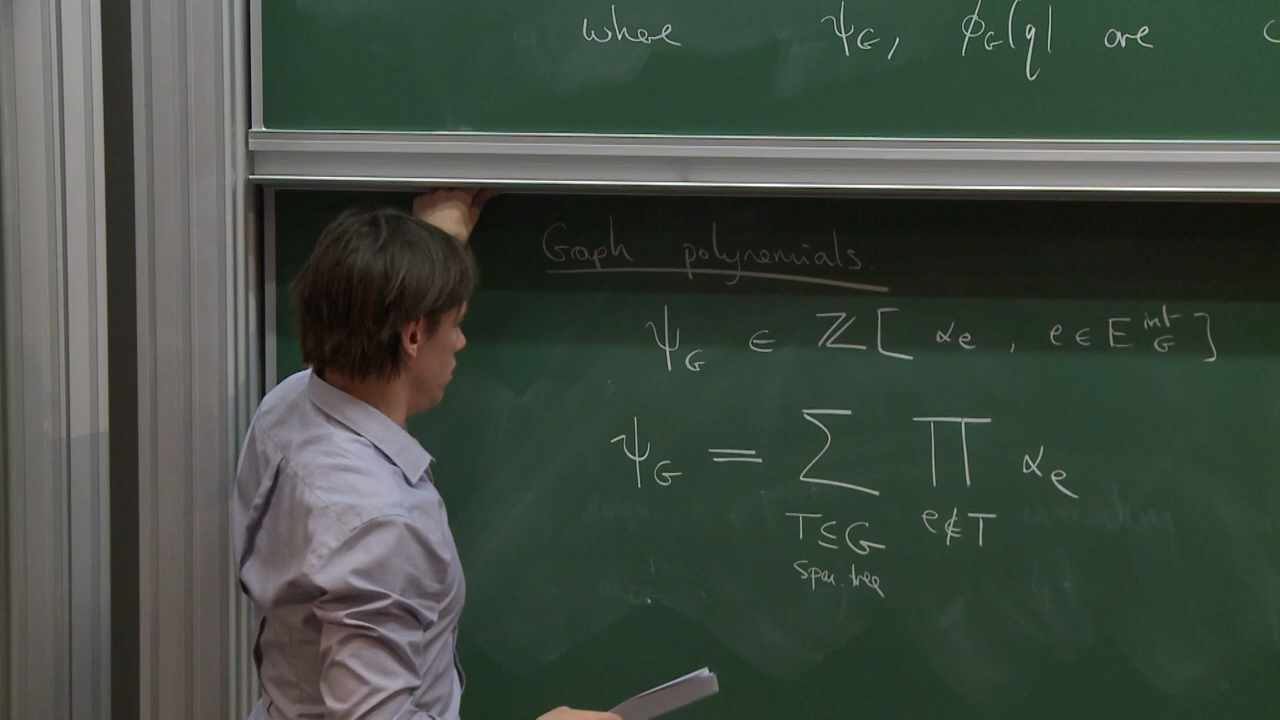 where ψ_G, ϕ_G(q) are
Graph polynomials.
ψ_G ∈ ℤ[ α_e , e ∈ E_G^int ]
ψ_G = ∑ ∏ α_e
T ⊆ G e ∉ T
span. tree